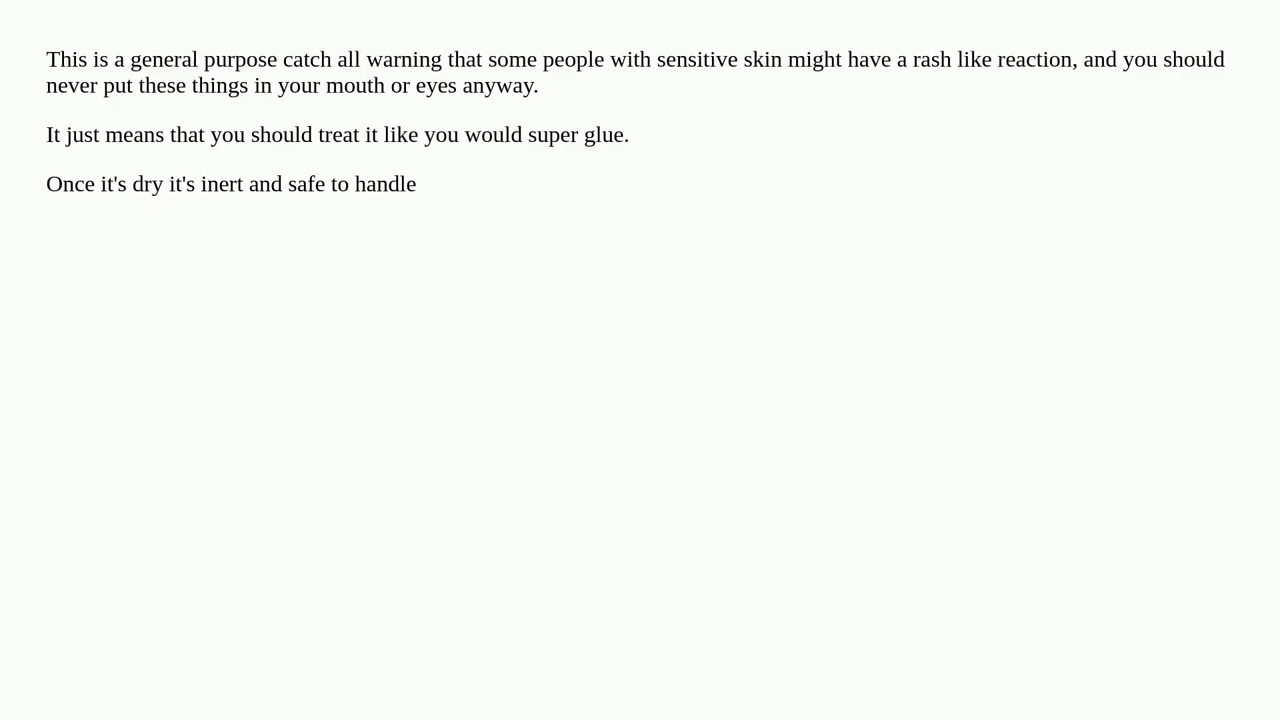 This is a general purpose catch all warning that some people with sensitive skin might have a rash like reaction, and you should
never put these things in your mouth or eyes anyway.
It just means that you should treat it like you would super glue.
Once it's dry it's inert and safe to handle